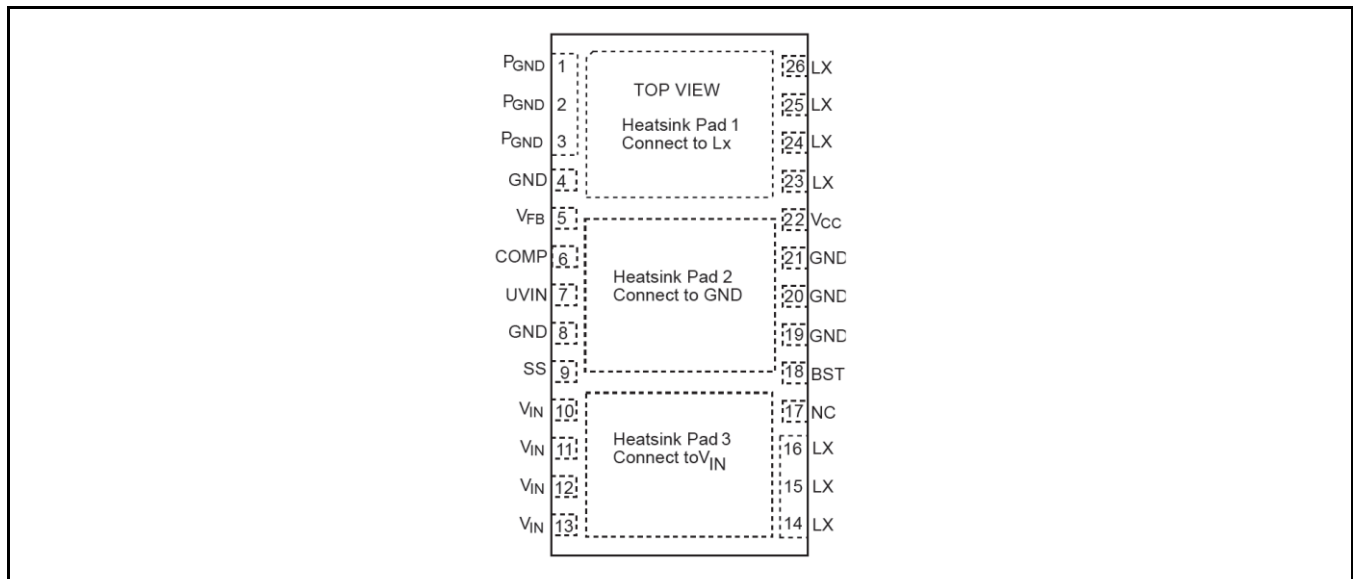 PGND 1
PGND 2
PGND 3
GND 4
VFB 5
COMP 6
UVIN 7
GND 8
SS 9
VIN 10
VIN 11
VIN 12
VIN 13
TOP VIEW
Heatsink Pad 1
Connect to Lx
Heatsink Pad 2
Connect to GND
Heatsink Pad 3
Connect toVIN
26 LX
25 LX
24 LX
23 LX
22 VCC
21 GND
20 GND
19 GND
18 BST
17 NC
16 LX
15 LX
14 LX